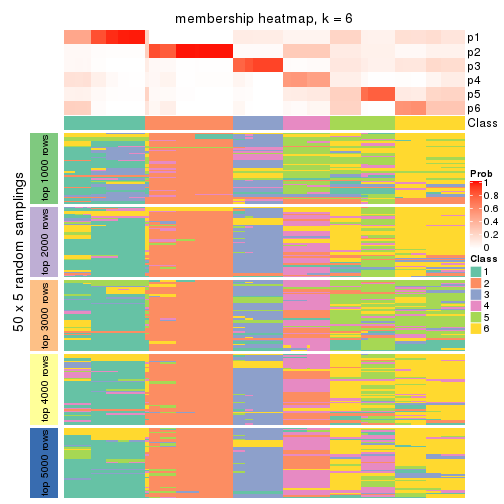 membership heatmap, k = 6
p1
p2
p3
p4
p5
p6
Class
50 x 5 random samplings
top 1000 rows
top 2000 rows
top 3000 rows
top 4000 rows
top 5000 rows
Prob
1
0.8
0.6
0.4
0.2
0
Class
1
2
3
4
5
6